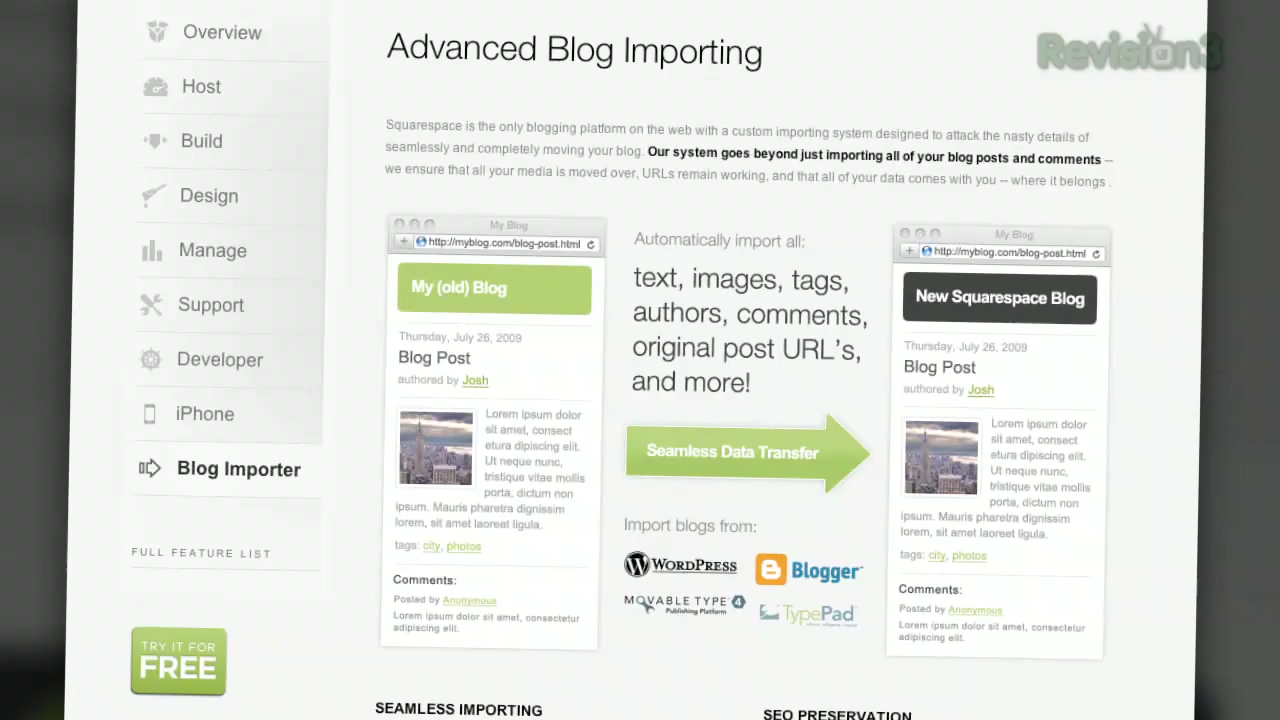 Overview
Host
Build
Design
Manage
Support
Developer
iPhone
Blog Importer
FULL FEATURE LIST
TRY IT FOR
FREE
Advanced Blog Importing
Revision3
Squarespace is the only blogging platform on the web with a custom importing system designed to attack the nasty details of
seamlessly and completely moving your blog. Our system goes beyond just importing all of your blog posts and comments --
we ensure that all your media is moved over, URLs remain working, and that all of your data comes with you -- where it belongs .
My Blog
http://myblog.com/blog-post.html
My (old) Blog
Thursday, July 26, 2009
Blog Post
authored by Josh
Lorem ipsum dolor
sit amet, consect
etura dipiscing elit.
Ut neque nunc,
tristique vitae mollis
porta, dictum non
ipsum. Mauris pharetra dignissim
lorem, sit amet laoreet ligula.
tags: city, photos
Comments:
Posted by Anonymous
Lorem ipsum dolor sit amet, consectetur
adipiscing elit.
Automatically import all:
text, images, tags,
authors, comments,
original post URL's,
and more!
Seamless Data Transfer
Import blogs from:
WORDPRESS
Blogger
MOVABLE TYPE 4
Publishing Platform
TypePad
My Blog
http://myblog.com/blog-post.html
New Squarespace Blog
Thursday, July 26, 2009
Blog Post
authored by Josh
Lorem ipsum dolor
sit amet, consect
etura dipiscing elit.
Ut neque nunc,
tristique vitae mollis
porta, dictum non
ipsum. Mauris pharetra dignissim
lorem, sit amet laoreet ligula.
tags: city, photos
Comments:
Posted by Anonymous
Lorem ipsum dolor sit amet, consectetur
adipiscing elit.
SEAMLESS IMPORTING
SEO PRESERVATION